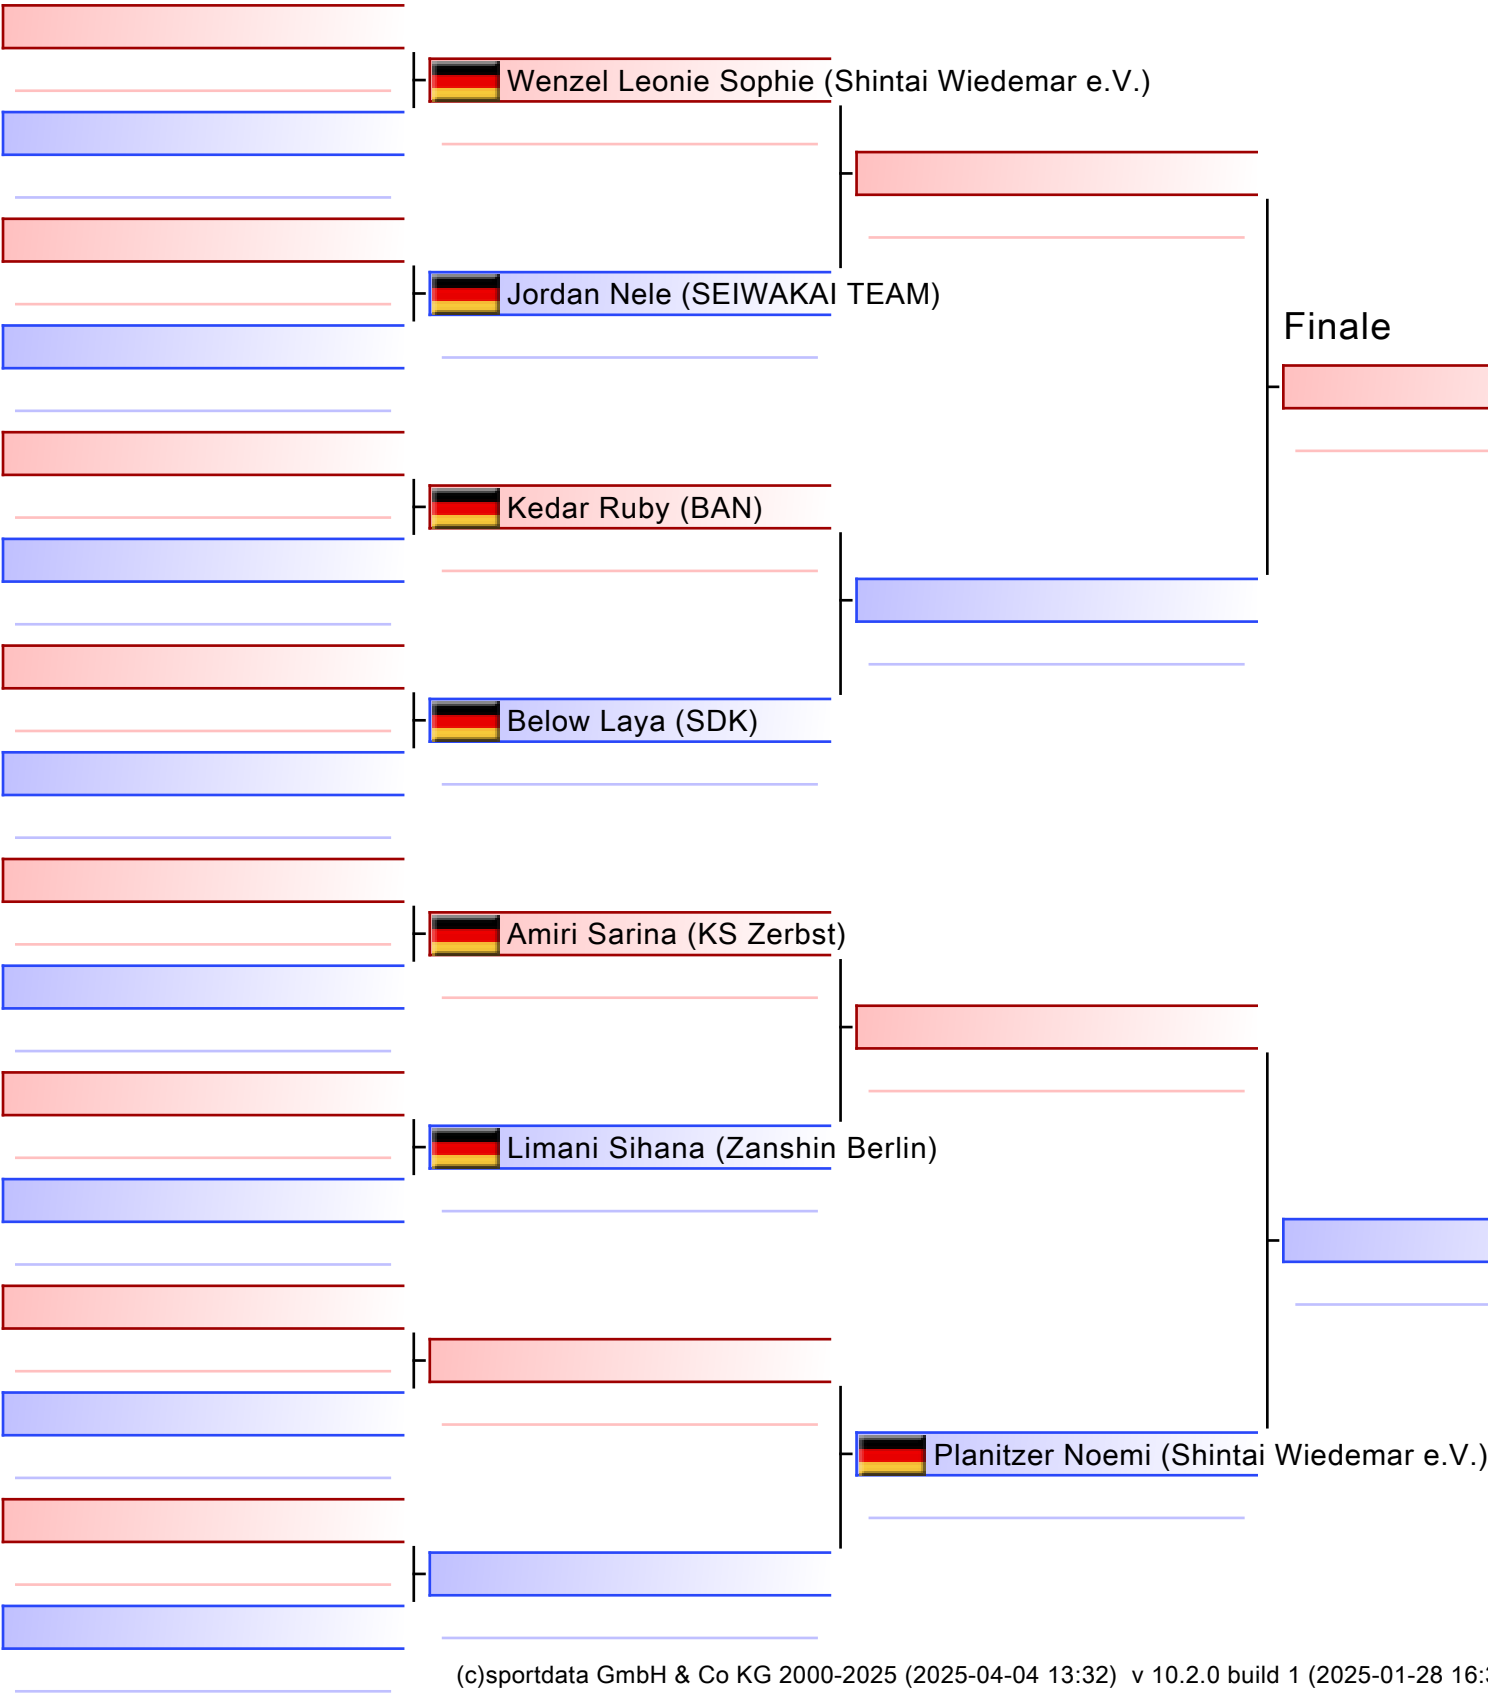 Wenzel Leonie Sophie (Shintai Wiedemar e.V.)
Jordan Nele (SEIWAKAI TEAM)
Finale
Kedar Ruby (BAN)
Below Laya (SDK)
Amiri Sarina (KS Zerbst)
Limani Sihana (Zanshin Berlin)
Planitzer Noemi (Shintai Wiedemar e.V.)
(c)sportdata GmbH & Co KG 2000-2025 (2025-04-04 13:32) v 10.2.0 build 1 (2025-01-28